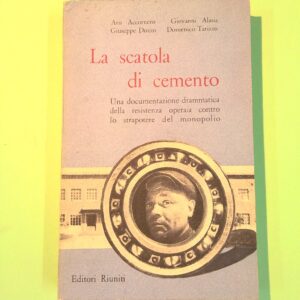 Aris Accornero Giovanni Alasia
Giuseppe Dozzo Domenico Tarizzo
La scatola
di cemento
Una documentazione drammatica
della resistenza operaia contro
lo strapotere del monopolio
Editori Riuniti